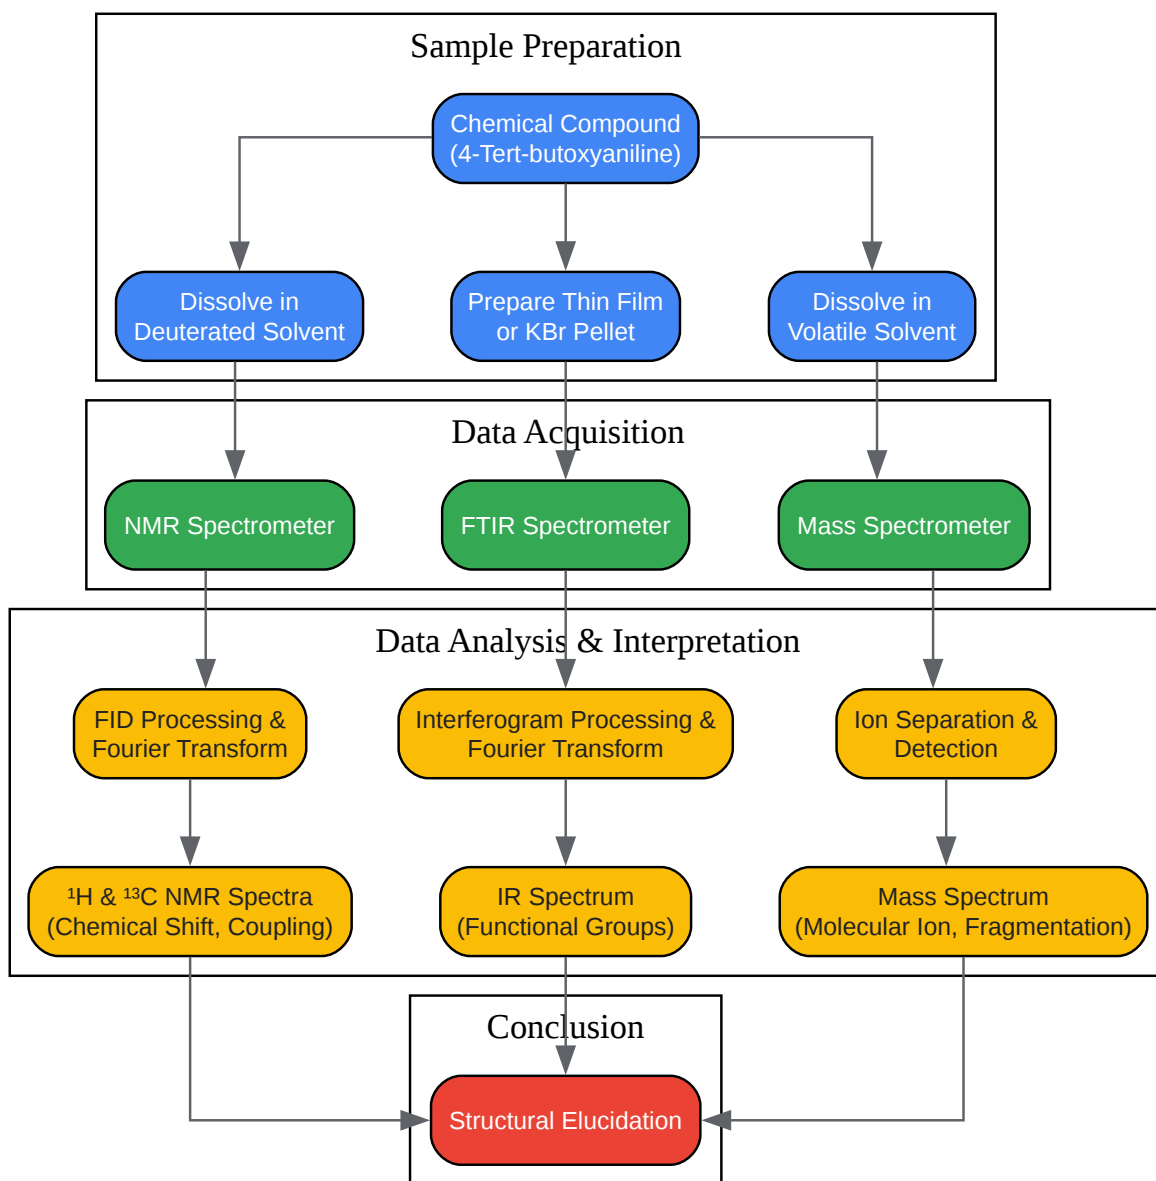 Sample Preparation
Chemical Compound
(4-Tert-butoxyaniline)
Dissolve in
Deuterated Solvent
Prepare Thin Film
or KBr Pellet
Dissolve in
Volatile Solvent
Data Acquisition
NMR Spectrometer
FTIR Spectrometer
Mass Spectrometer
Data Analysis & Interpretation
FID Processing &
Fourier Transform
Interferogram Processing &
Fourier Transform
Ion Separation &
Detection
¹H & ¹³C NMR Spectra
(Chemical Shift, Coupling)
IR Spectrum
(Functional Groups)
Mass Spectrum
(Molecular Ion, Fragmentation)
Conclusion
Structural Elucidation